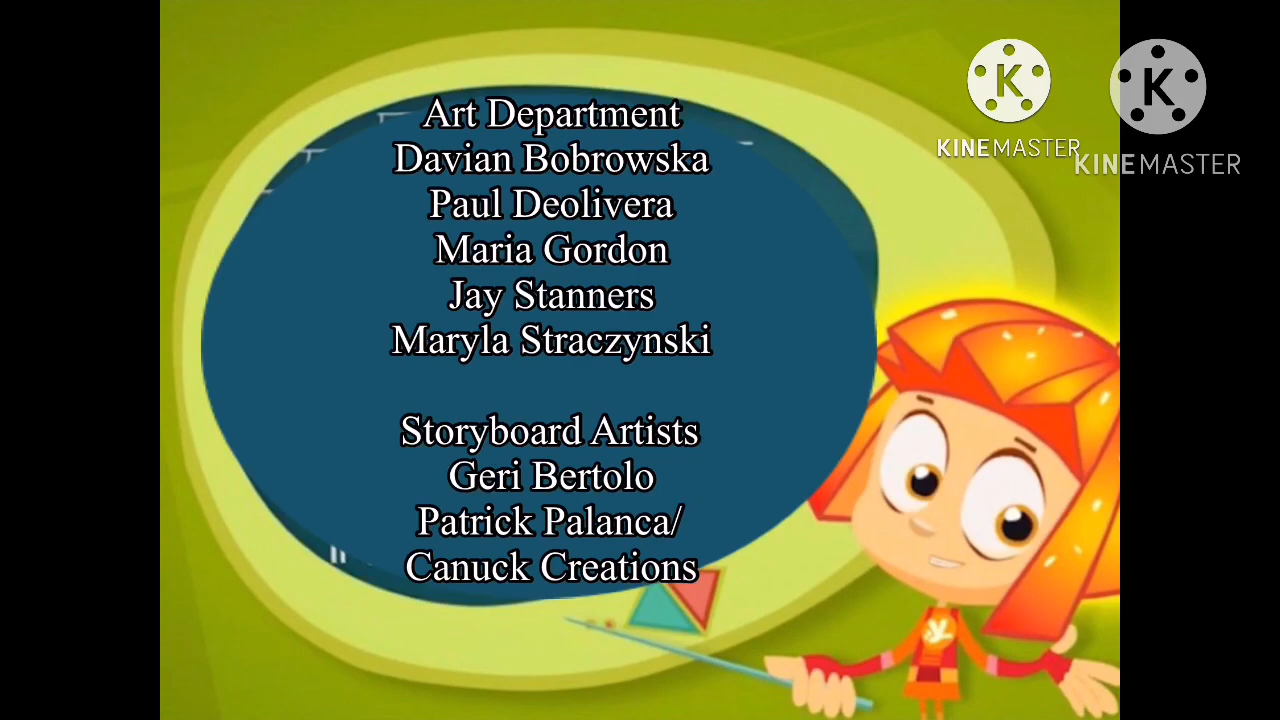 Art Department
Davian Bobrowska
Paul Deolivera
Maria Gordon
Jay Stanners
Maryla Straczynski
Storyboard Artists
Geri Bertolo
Patrick Palanca/
Canuck Creations
K
KINEMASTER
K
KINEMASTER